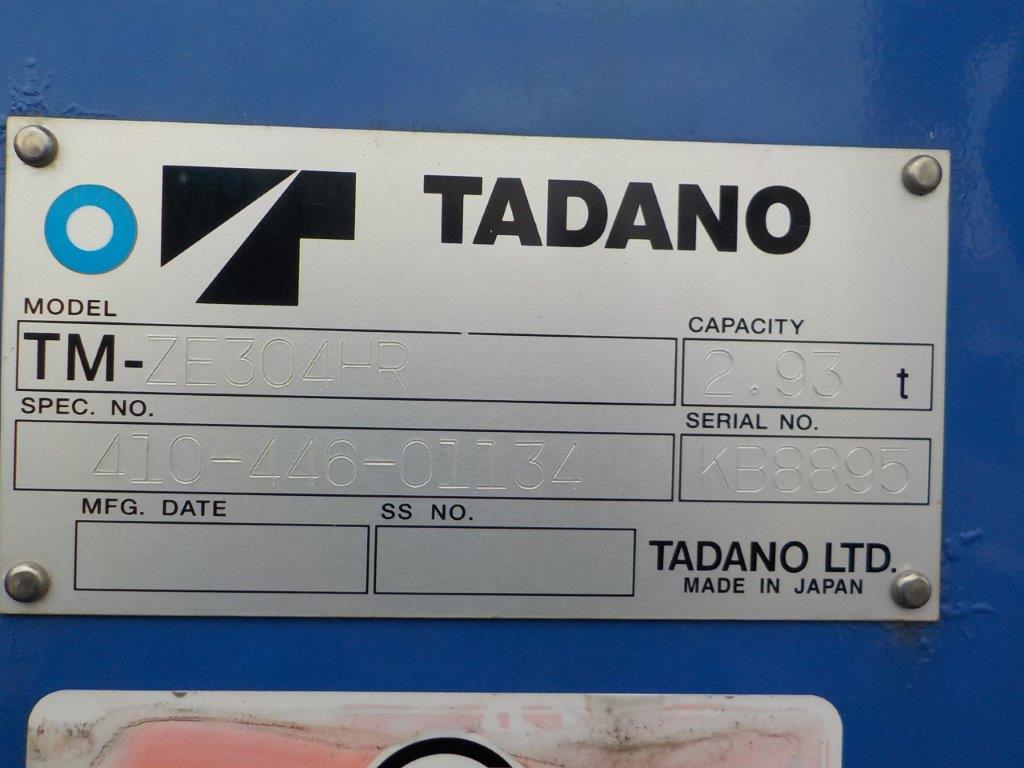 TADANO
MODEL
TM-ZE304HR
CAPACITY
2.93 t
SPEC. NO.
410-446-01134
SERIAL NO.
KB8895
MFG. DATE
SS NO.
TADANO LTD.
MADE IN JAPAN